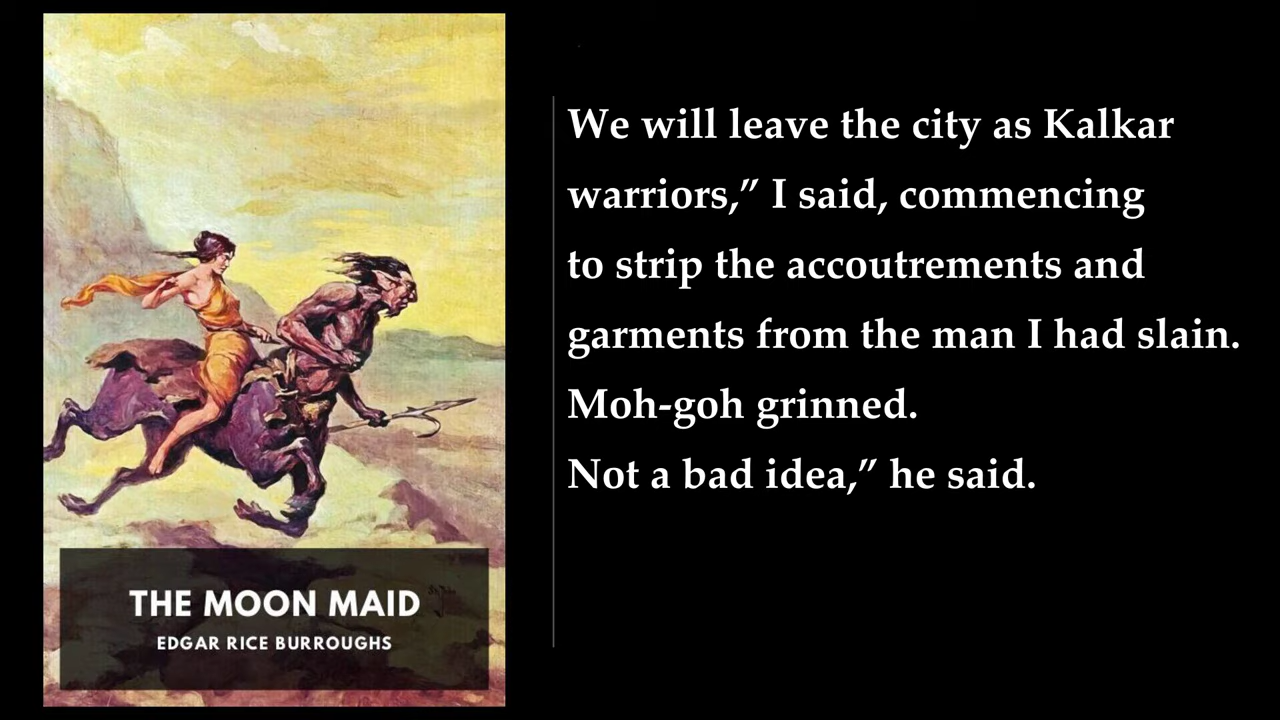 THE MOON MAID
EDGAR RICE BURROUGHS
We will leave the city as Kalkar
warriors,” I said, commencing
to strip the accoutrements and
garments from the man I had slain.
Moh-goh grinned.
Not a bad idea,” he said.